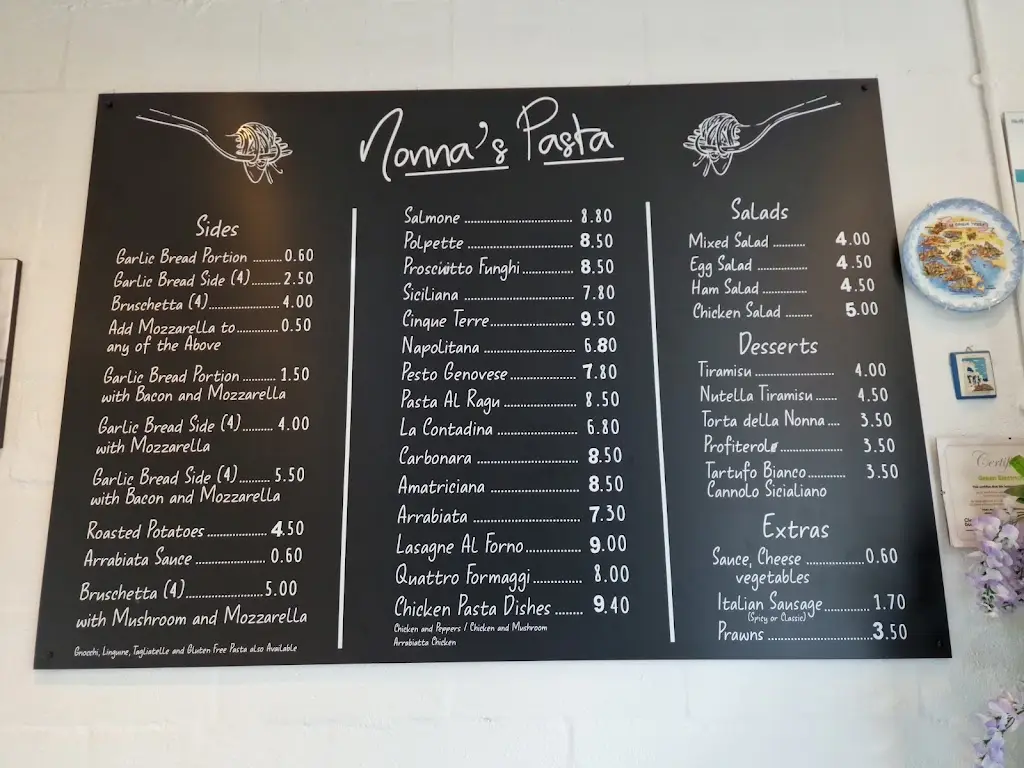 Nonna's Pasta
Sides
Garlic Bread Portion ......... 0.60
Garlic Bread Side (4) ......... 2.50
Bruschetta (4) ......... 4.00
Add Mozzarella to ......... 0.50
any of the Above
Garlic Bread Portion ......... 1.50
with Bacon and Mozzarella
Garlic Bread Side (4) ......... 4.00
with Mozzarella
Garlic Bread Side (4) ......... 5.50
with Bacon and Mozzarella
Roasted Potatoes ......... 4.50
Arrabiata Sauce ......... 0.60
Bruschetta (4) ......... 5.00
with Mushroom and Mozzarella
Gnocchi, Linguine, Tagliatelle and Gluten Free Pasta also Available
Salmone ......... 8.80
Polpette ......... 8.50
Prosciutto Funghi ......... 8.50
Siciliana ......... 7.80
Cinque Terre ......... 9.50
Napolitana ......... 6.80
Pesto Genovese ......... 7.80
Pasta Al Ragu ......... 8.50
La Contadina ......... 6.80
Carbonara ......... 8.50
Amatriciana ......... 8.50
Arrabiata ......... 7.30
Lasagne Al Forno ......... 9.00
Quattro Formaggi ......... 8.00
Chicken Pasta Dishes ......... 9.40
Chicken and Peppers / Chicken and Mushroom
Arrabiatta Chicken
Salads
Mixed Salad ......... 4.00
Egg Salad ......... 4.50
Ham Salad ......... 4.50
Chicken Salad ......... 5.00
Desserts
Tiramisu ......... 4.00
Nutella Tiramisu ...... 4.50
Torta della Nonna .... 3.50
Profiterole ......... 3.50
Tartufo Bianco ......... 3.50
Cannolo Sicialiano
Extras
Sauce, Cheese ......... 0.60
vegetables
Italian Sausage ......... 1.70
(Spicy or Classic)
Prawns ......... 3.50